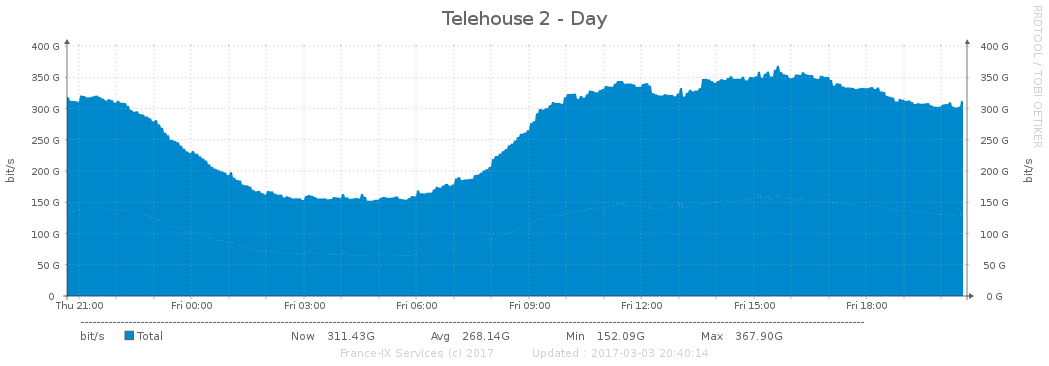 Telehouse 2 - Day
RRDTOOL / TOBI OETIKER
400 G 400 G
350 G 350 G
300 G 300 G
250 G 250 G
200 G 200 G
150 G 150 G
100 G 100 G
50 G 50 G
0 0 G
bit/s bit/s
Thu 21:00 Fri 00:00 Fri 03:00 Fri 06:00 Fri 09:00 Fri 12:00 Fri 15:00 Fri 18:00
bit/s Total Now 311.43G Avg 268.14G Min 152.09G Max 367.90G
France-IX Services (c) 2017 Updated : 2017-03-03 20:40:14